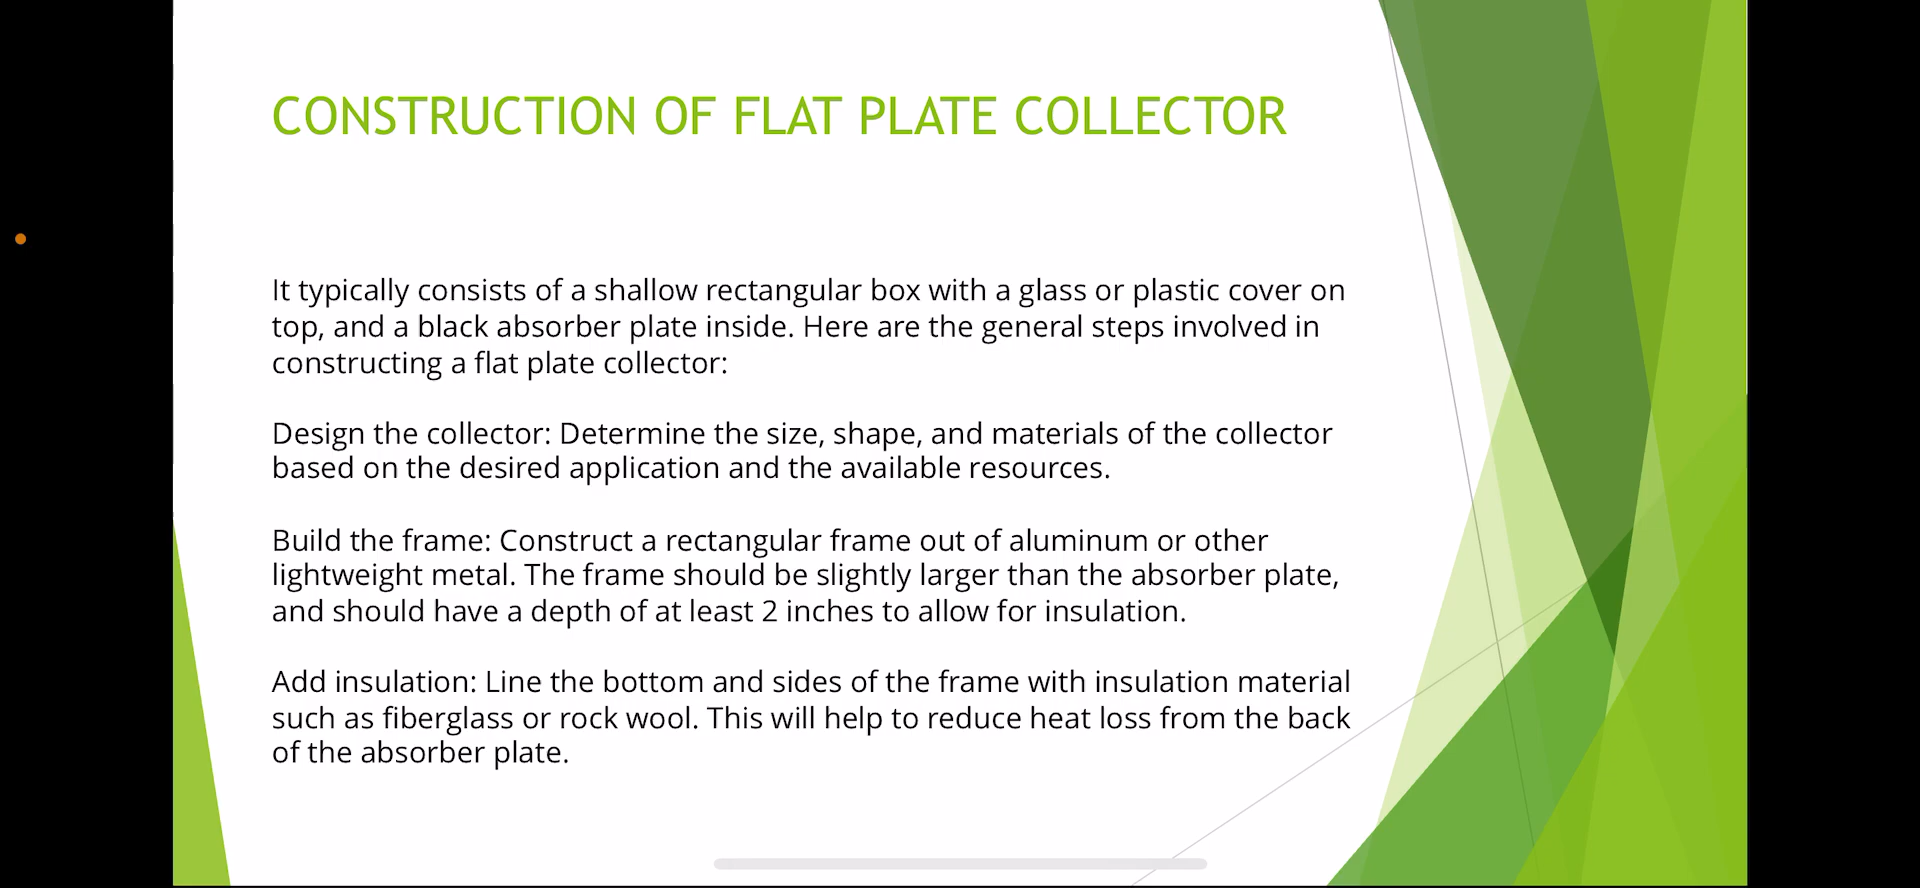 CONSTRUCTION OF FLAT PLATE COLLECTOR
It typically consists of a shallow rectangular box with a glass or plastic cover on
top, and a black absorber plate inside. Here are the general steps involved in
constructing a flat plate collector:
Design the collector: Determine the size, shape, and materials of the collector
based on the desired application and the available resources.
Build the frame: Construct a rectangular frame out of aluminum or other
lightweight metal. The frame should be slightly larger than the absorber plate,
and should have a depth of at least 2 inches to allow for insulation.
Add insulation: Line the bottom and sides of the frame with insulation material
such as fiberglass or rock wool. This will help to reduce heat loss from the back
of the absorber plate.